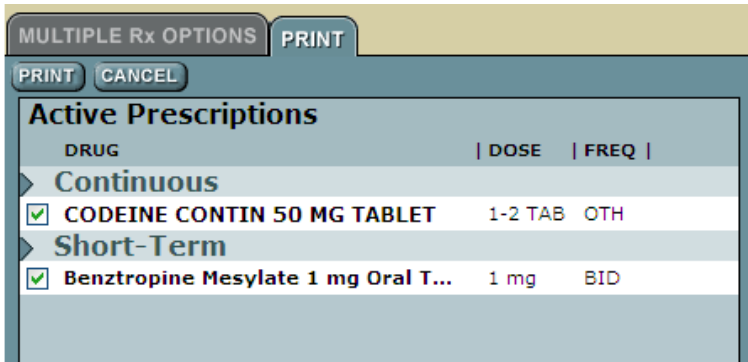 MULTIPLE Rx OPTIONS PRINT
PRINT CANCEL
Active Prescriptions
DRUG | DOSE | FREQ |
Continuous
CODEINE CONTIN 50 MG TABLET 1-2 TAB OTH
Short-Term
Benztropine Mesylate 1 mg Oral T... 1 mg BID